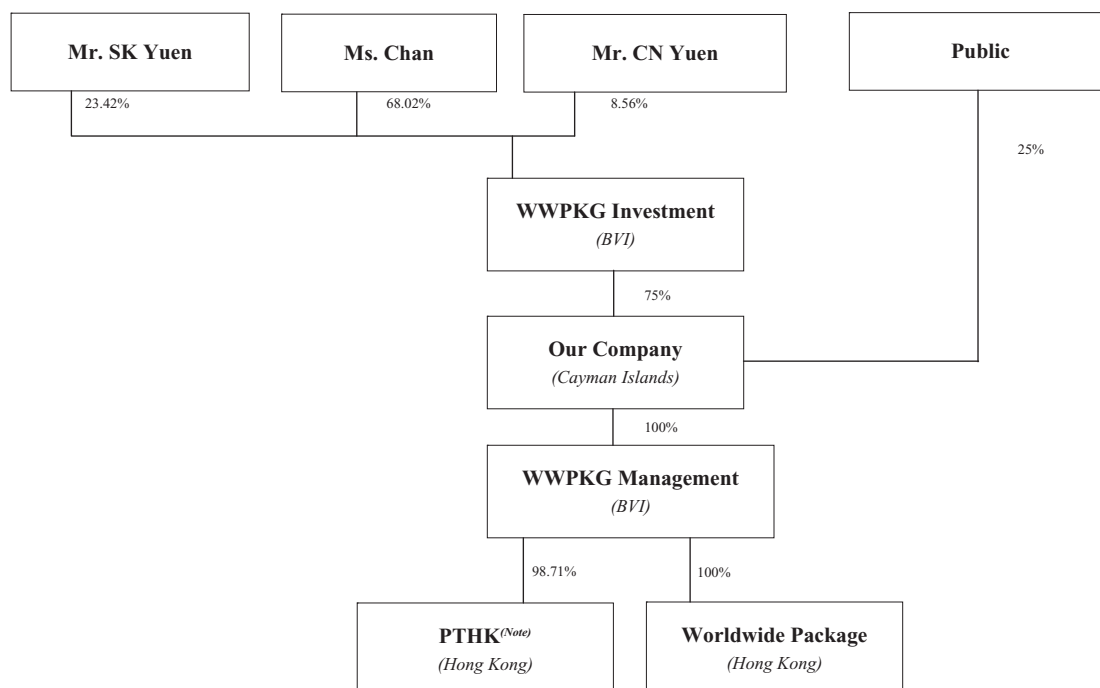 Mr. SK Yuen
Ms. Chan
Mr. CN Yuen
Public
23.42%
68.02%
8.56%
25%
WWPKG Investment
(BVI)
75%
Our Company
(Cayman Islands)
100%
WWPKG Management
(BVI)
98.71%
100%
PTHK(Note)
(Hong Kong)
Worldwide Package
(Hong Kong)